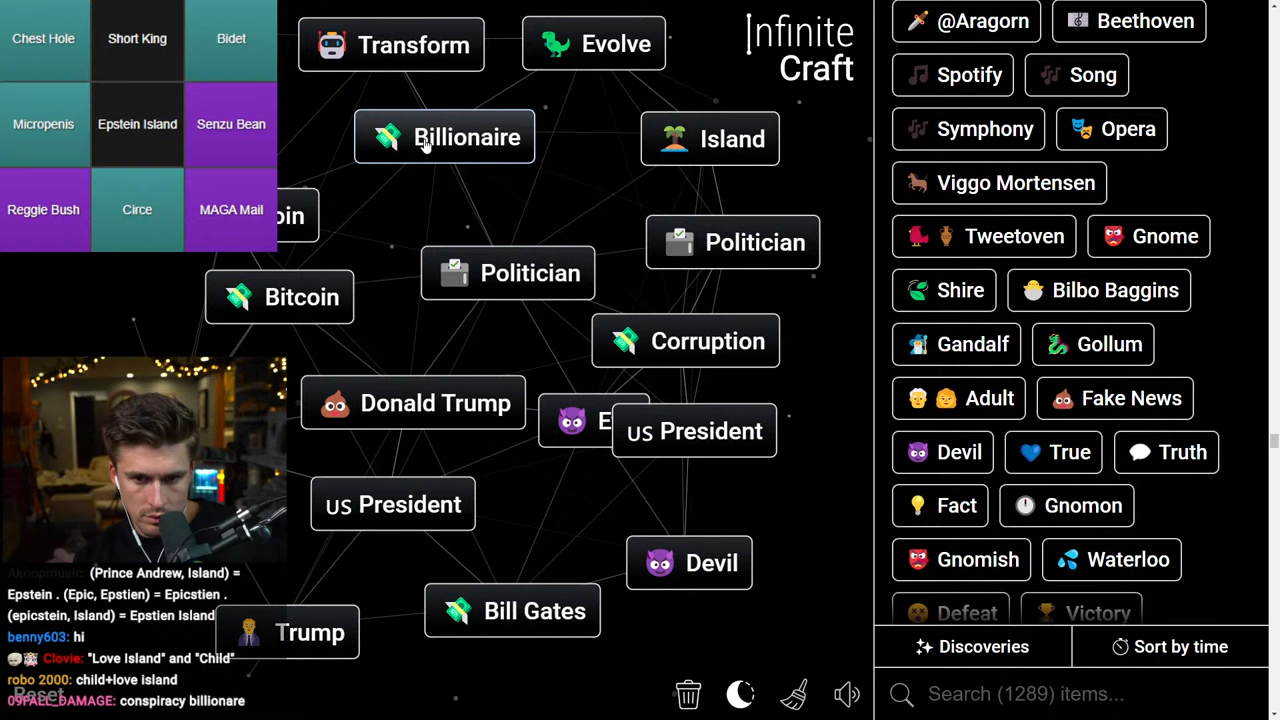 Chest Hole
Short King
Bidet
Micropenis
Epstein Island
Senzu Bean
Reggie Bush
Circe
MAGA Mail
Transform
Evolve
Infinite
Craft
Billionaire
Island
Politician
Politician
Bitcoin
Corruption
Donald Trump
US President
US President
Devil
Bill Gates
Trump
Akoopmusic: (Prince Andrew, Island) =
Epstein . (Epic, Epstien) = Epicstien .
(epicstein, Island) = Epstien Island
benny603: hi
Clovie: "Love Island" and "Child"
robo 2000: child+love island
09PALL_DAMAGE: conspiracy billionare
Reset
@Aragorn
Beethoven
Spotify
Song
Symphony
Opera
Viggo Mortensen
Tweetoven
Gnome
Shire
Bilbo Baggins
Gandalf
Gollum
Adult
Fake News
Devil
True
Truth
Fact
Gnomon
Gnomish
Waterloo
Defeat
Victory
Discoveries
Sort by time
Search (1289) items...